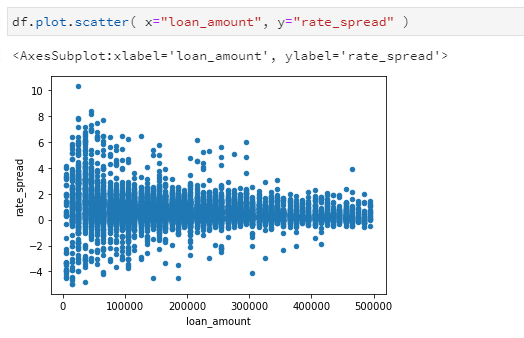 df.plot.scatter( x="loan_amount", y="rate_spread" )
<AxesSubplot:xlabel='loan_amount', ylabel='rate_spread'>
10
8
6
4
2
0
−2
−4
rate_spread
0 100000 200000 300000 400000 500000
loan_amount